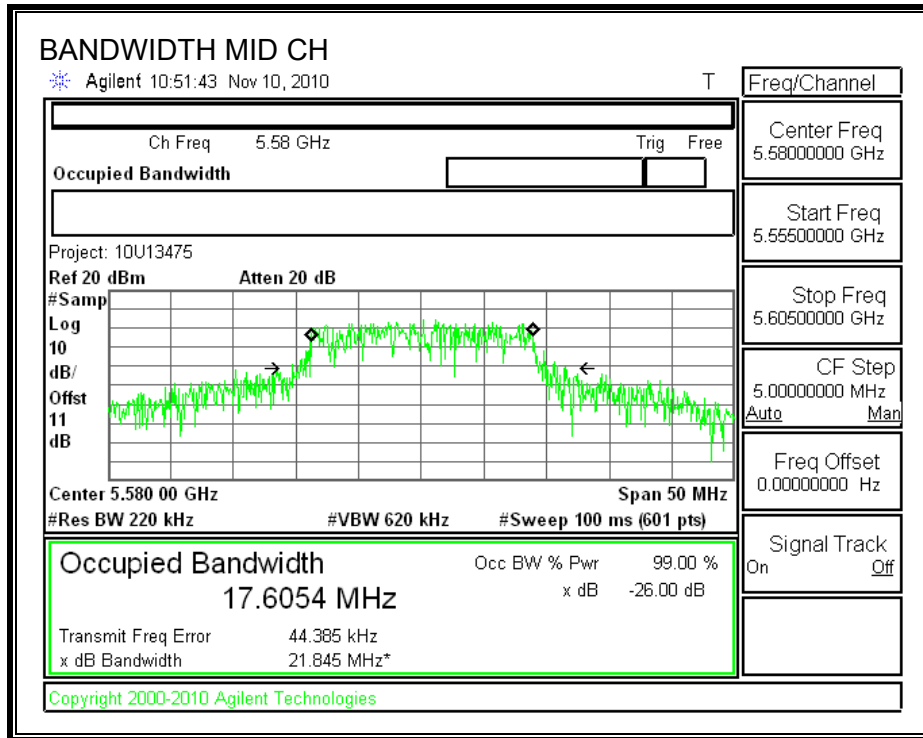 BANDWIDTH MID CH
Agilent 10:51:43 Nov 10, 2010 T
Freq/Channel
Ch Freq 5.58 GHz Trig Free
Occupied Bandwidth
Center Freq
5.58000000 GHz
Start Freq
5.55500000 GHz
Stop Freq
5.60500000 GHz
CF Step
5.00000000 MHz
Auto Man
Freq Offset
0.00000000 Hz
Signal Track
On Off
Project: 10U13475
Ref 20 dBm Atten 20 dB
#Samp
Log
10
dB/
Offst
11
dB
Center 5.580 00 GHz Span 50 MHz
#Res BW 220 kHz #VBW 620 kHz #Sweep 100 ms (601 pts)
Occupied Bandwidth Occ BW % Pwr 99.00 %
17.6054 MHz x dB -26.00 dB
Transmit Freq Error 44.385 kHz
x dB Bandwidth 21.845 MHz*
Copyright 2000-2010 Agilent Technologies